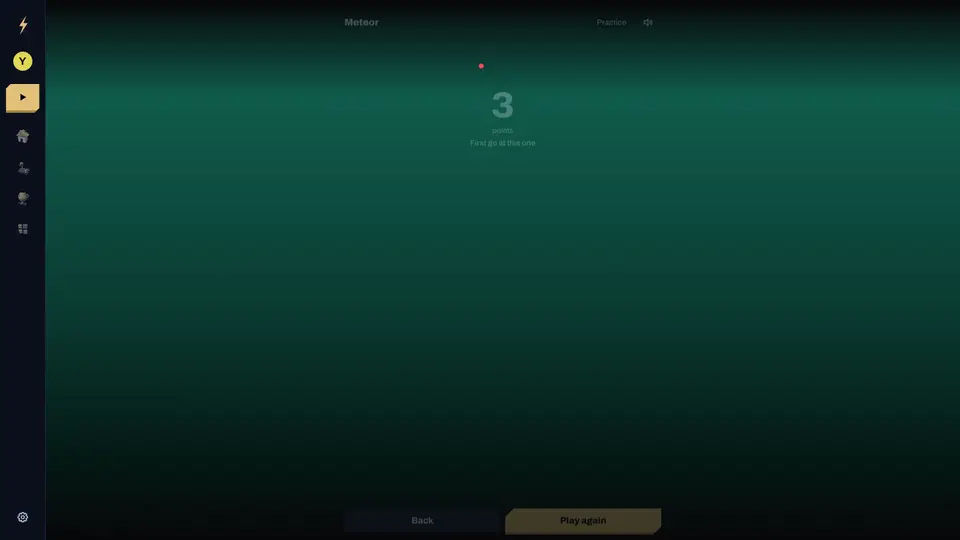 Meteor
Practice
Y
3
points
First go at this one
Back
Play again